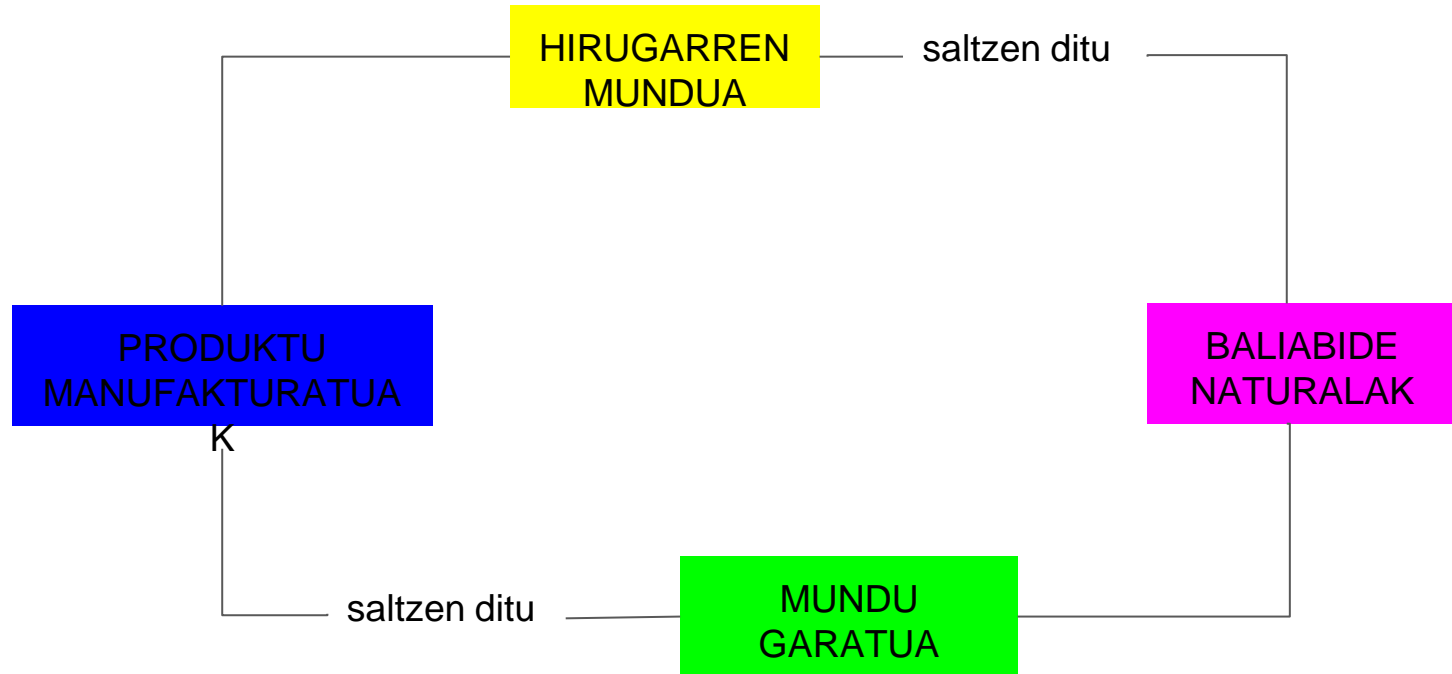 HIRUGARREN
MUNDUA
saltzen ditu
PRODUKTU
MANUFAKTURATUA
K
BALIABIDE
NATURALAK
saltzen ditu
MUNDU
GARATUA